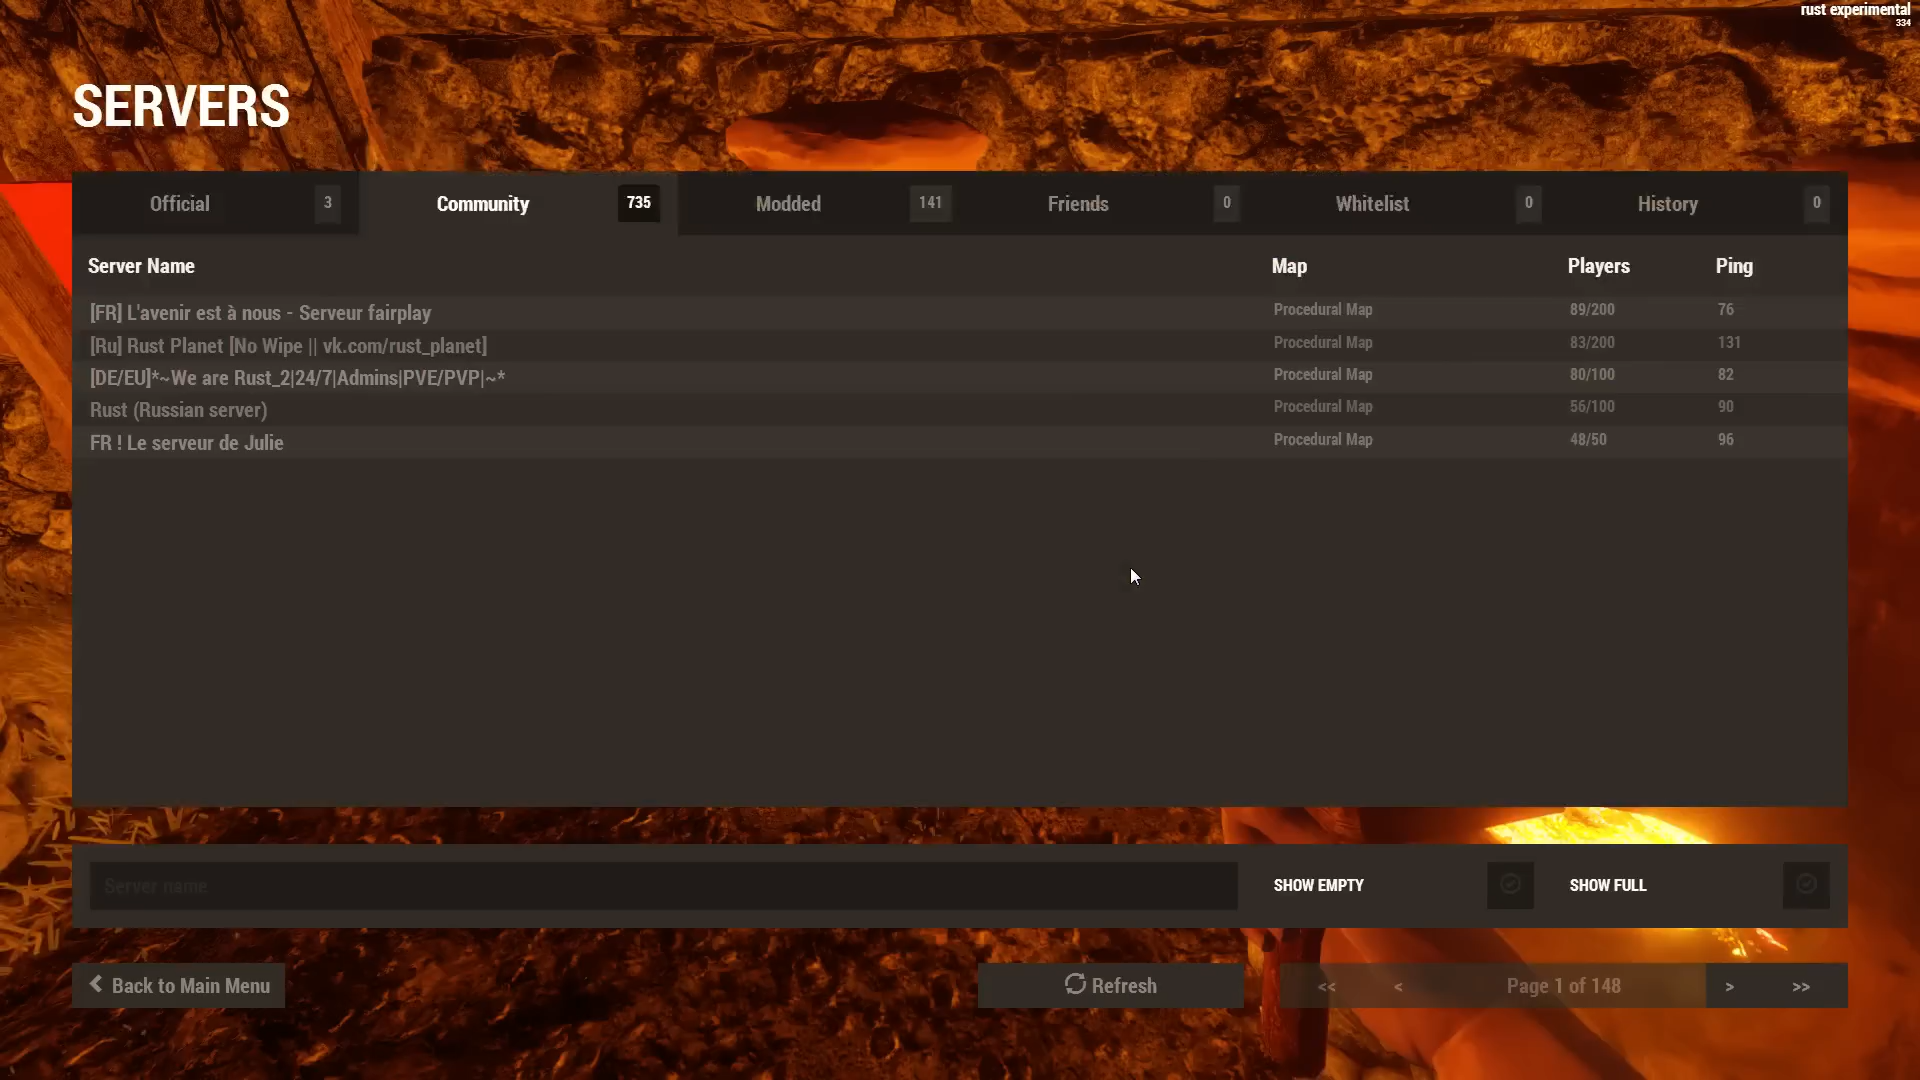 rust experimental
334
SERVERS
Official 3 Community 735 Modded 141 Friends 0 Whitelist 0 History 0
Server Name Map Players Ping
[FR] L'avenir est à nous - Serveur fairplay Procedural Map 89/200 76
[Ru] Rust Planet [No Wipe || vk.com/rust_planet] Procedural Map 83/200 131
[DE/EU]*~We are Rust_2|24/7|Admins|PVE/PVP|~* Procedural Map 80/100 82
Rust (Russian server) Procedural Map 56/100 90
FR ! Le serveur de Julie Procedural Map 48/50 96
Server name SHOW EMPTY SHOW FULL
Back to Main Menu Refresh << < Page 1 of 148 > >>